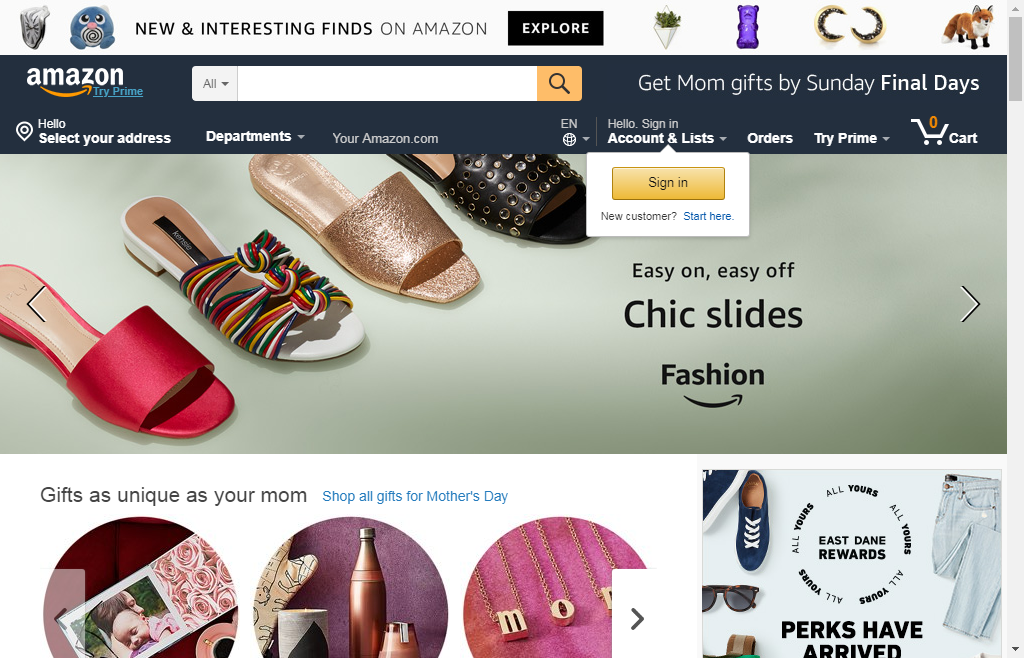 NEW & INTERESTING FINDS ON AMAZON
EXPLORE
amazon
Try Prime
All
Get Mom gifts by Sunday Final Days
Hello
Select your address
Departments
Your Amazon.com
EN
Hello. Sign in
Account & Lists
Orders
Try Prime
0
Cart
Sign in
New customer? Start here.
kensie
Easy on, easy off
Chic slides
Fashion
Gifts as unique as your mom
Shop all gifts for Mother's Day
m
o
ALL YOURS
ALL YOURS
ALL YOURS
ALL YOURS
ALL YOURS
EAST DANE
REWARDS
PERKS HAVE
ARRIVED